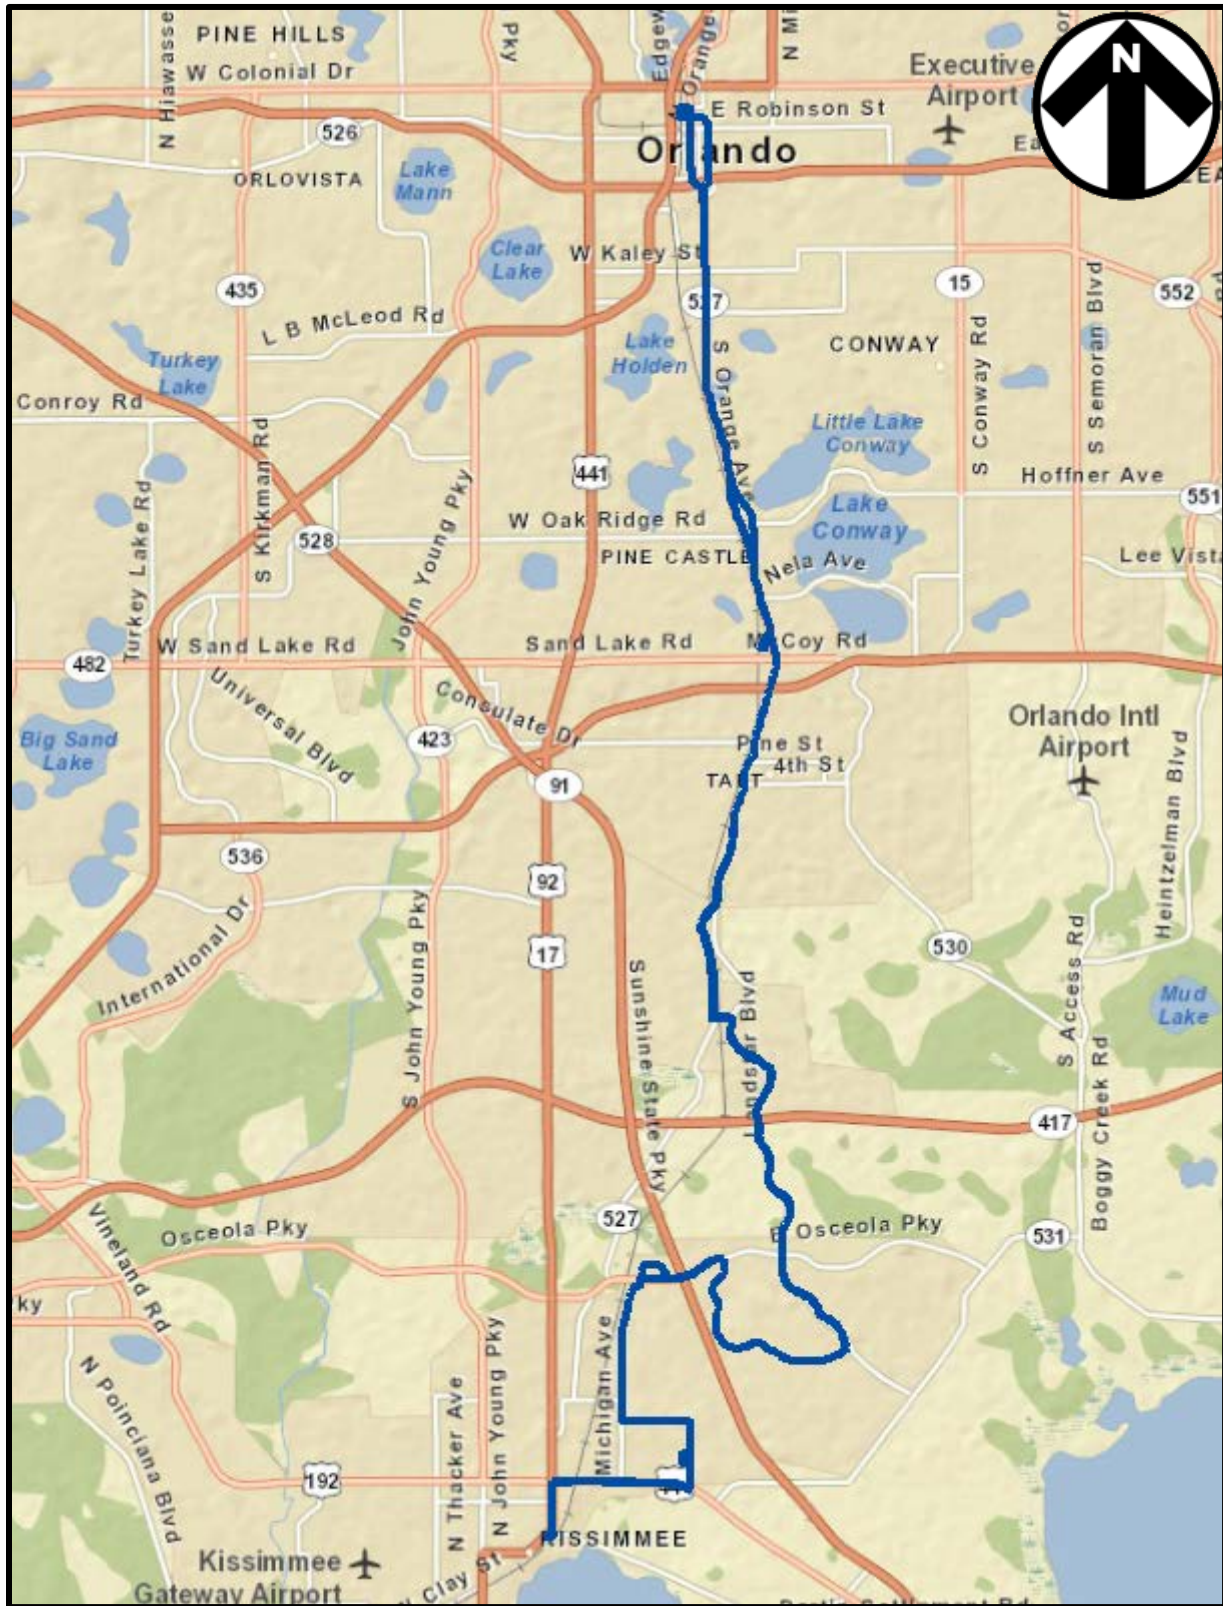 PINE HILLS
W Colonial Dr
N Hiawasse
Pky
Edgew
Orange
N Mi
Executive
Airport
N
E Robinson St
526
Orlando
Ea
ORLOVISTA
Lake
Mann
Clear
Lake
W Kaley St
435
15
552
527
L B McLeod Rd
Lake
Holden
CONWAY
S Conway Rd
S Semoran Blvd
Turkey
Lake
Conroy Rd
S Orange Ave
Little Lake
Conway
S Kirkman Rd
441
Hoffner Ave
551
Turkey Lake Rd
John Young Pky
W Oak Ridge Rd
Lake
Conway
528
PINE CASTLE
Nela Ave
Lee Vista
W Sand Lake Rd
Sand Lake Rd
McCoy Rd
482
Universal Blvd
Consulate Dr
Big Sand
Lake
423
Pine St
4th St
TAFT
Orlando Intl
Airport
91
Heintzelman Blvd
536
92
International Dr
S John Young Pky
17
530
S Access Rd
Sunshine State Pky
Landstar Blvd
Mud
Lake
417
Boggy Creek Rd
Vineland Rd
Osceola Pky
527
E Osceola Pky
531
ky
N Poinciana Blvd
N Thacker Ave
N John Young Pky
Michigan Ave
192
KISSIMMEE
Kissimmee
Gateway Airport
Clay St